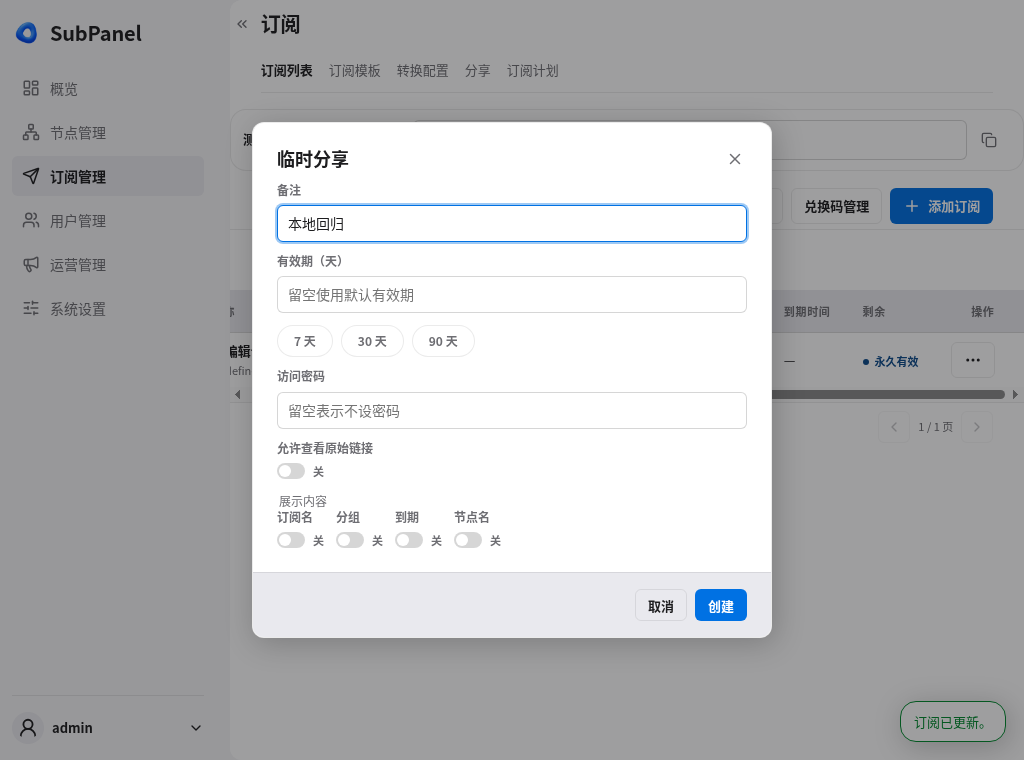 SubPanel
概览
节点管理
订阅管理
用户管理
运营管理
系统设置
admin
订阅
订阅列表
订阅模板
转换配置
分享
订阅计划
兑换码管理
添加订阅
到期时间
剩余
操作
编辑
—
永久有效
1 / 1 页
临时分享
备注
本地回归
有效期（天）
留空使用默认有效期
7 天
30 天
90 天
访问密码
留空表示不设密码
允许查看原始链接
关
展示内容
订阅名
分组
到期
节点名
关
关
关
关
取消
创建
订阅已更新。